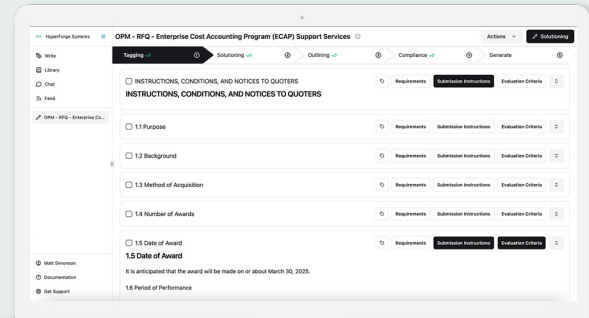 HyperForge Systems
OPM - RFQ - Enterprise Cost Accounting Program (ECAP) Support Services
Actions
Solutioning
Write
Library
Chat
Feed
OPM - RFQ - Enterprise Co...
Tagging
Solutioning
Outlining
Compliance
Generate
INSTRUCTIONS, CONDITIONS, AND NOTICES TO QUOTERS
Requirements Submission Instructions Evaluation Criteria
INSTRUCTIONS, CONDITIONS, AND NOTICES TO QUOTERS
1.1 Purpose
Requirements Submission Instructions Evaluation Criteria
1.2 Background
Requirements Submission Instructions Evaluation Criteria
1.3 Method of Acquisition
Requirements Submission Instructions Evaluation Criteria
1.4 Number of Awards
Requirements Submission Instructions Evaluation Criteria
1.5 Date of Award
Requirements Submission Instructions Evaluation Criteria
1.5 Date of Award
It is anticipated that the award will be made on or about March 30, 2025.
1.6 Period of Performance
Matt Simonson
Documentation
Get Support